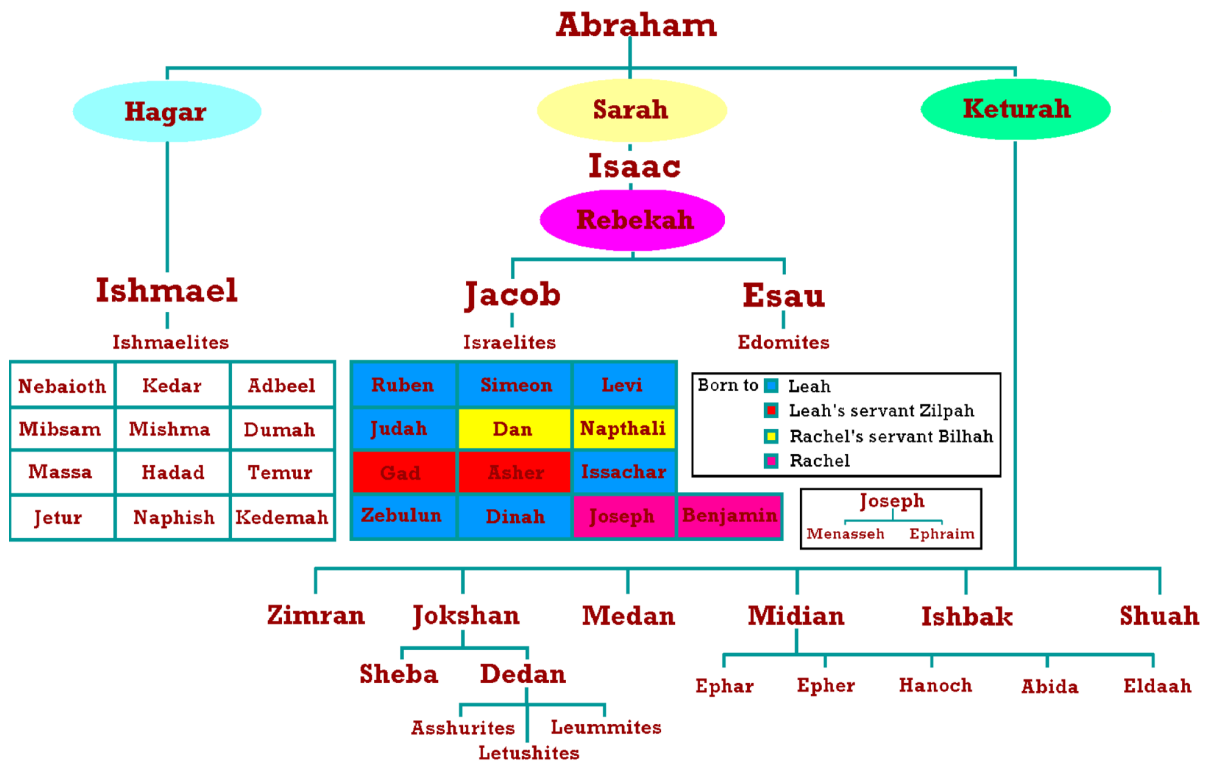 Abraham
Hagar Sarah Keturah
Isaac
Rebekah
Ishmael Jacob Esau
Ishmaelites Israelites Edomites
Nebaioth Kedar Adbeel
Mibsam Mishma Dumah
Massa Hadad Temur
Jetur Naphish Kedemah
Ruben Simeon Levi
Judah Dan Napthali
Gad Asher Issachar
Zebulun Dinah Joseph Benjamin
Born to Leah
Leah's servant Zilpah
Rachel's servant Bilhah
Rachel
Joseph
Menasseh Ephraim
Zimran Jokshan Medan Midian Ishbak Shuah
Sheba Dedan
Ephar Epher Hanoch Abida Eldaah
Asshurites Leummites
Letushites